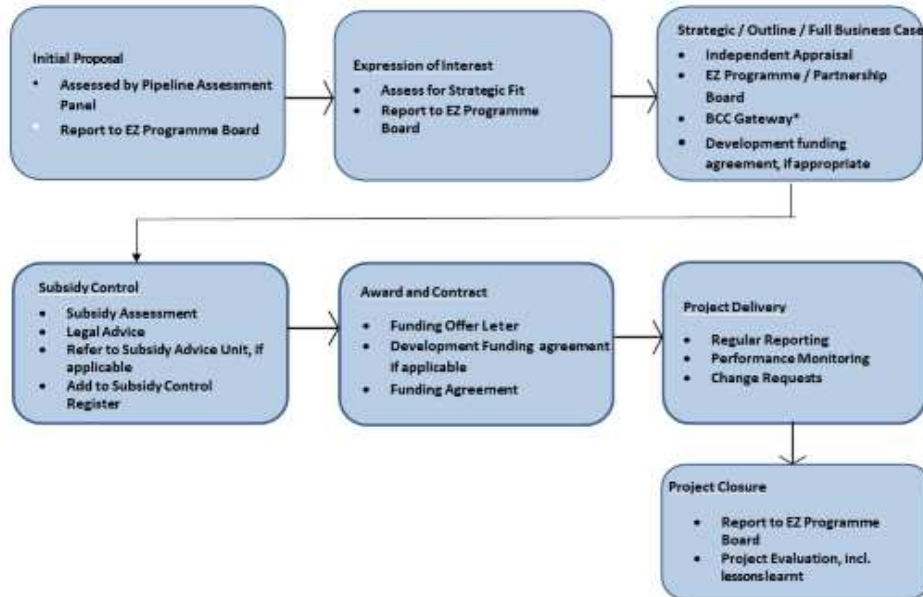 Initial Proposal
• Assessed by Pipeline Assessment
Panel
• Report to EZ Programme Board
Expression of Interest
• Assess for Strategic Fit
• Report to EZ Programme
Board
Strategic / Outline / Full Business Case
• Independent Appraisal
• EZ Programme / Partnership
Board
• BCC Gateway*
• Development funding
agreement, if appropriate
Subsidy Control
• Subsidy Assessment
• Legal Advice
• Refer to Subsidy Advice Unit, if
applicable
• Add to Subsidy Control
Register
Award and Contract
• Funding Offer Leter
• Development Funding agreement
if applicable
• Funding Agreement
Project Delivery
• Regular Reporting
• Performance Monitoring
• Change Requests
Project Closure
• Report to EZ Programme
Board
• Project Evaluation, incl.
lessons learnt